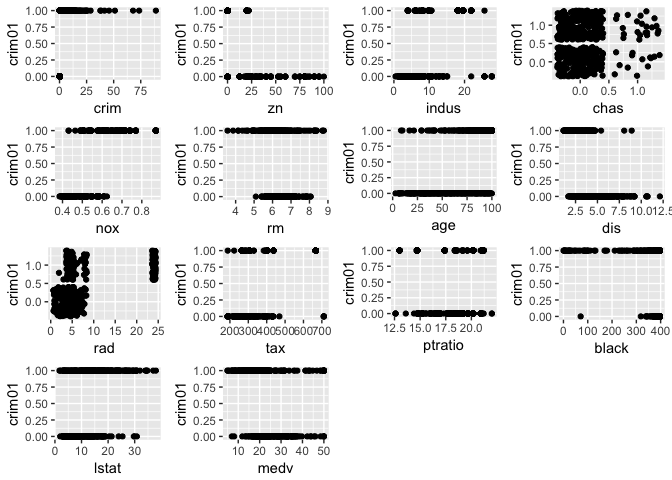 crim01
1.00
0.75
0.50
0.25
0.00
0 25 50 75
crim
crim01
1.00
0.75
0.50
0.25
0.00
0 25 50 75 100
zn
crim01
1.00
0.75
0.50
0.25
0.00
0 10 20
indus
crim01
1.0
0.5
0.0
0.0 0.5 1.0
chas
crim01
1.00
0.75
0.50
0.25
0.00
0.4 0.5 0.6 0.7 0.8
nox
crim01
1.00
0.75
0.50
0.25
0.00
4 5 6 7 8 9
rm
crim01
1.00
0.75
0.50
0.25
0.00
0 25 50 75 100
age
crim01
1.00
0.75
0.50
0.25
0.00
2.5 5.0 7.5 10.0 12.5
dis
crim01
1.0
0.5
0.0
0 5 10 15 20 25
rad
crim01
1.00
0.75
0.50
0.25
0.00
200 300 400 500 600 700
tax
crim01
1.00
0.75
0.50
0.25
0.00
12.5 15.0 17.5 20.0
ptratio
crim01
1.00
0.75
0.50
0.25
0.00
0 100 200 300 400
black
crim01
1.00
0.75
0.50
0.25
0.00
0 10 20 30
lstat
crim01
1.00
0.75
0.50
0.25
0.00
10 20 30 40 50
medv